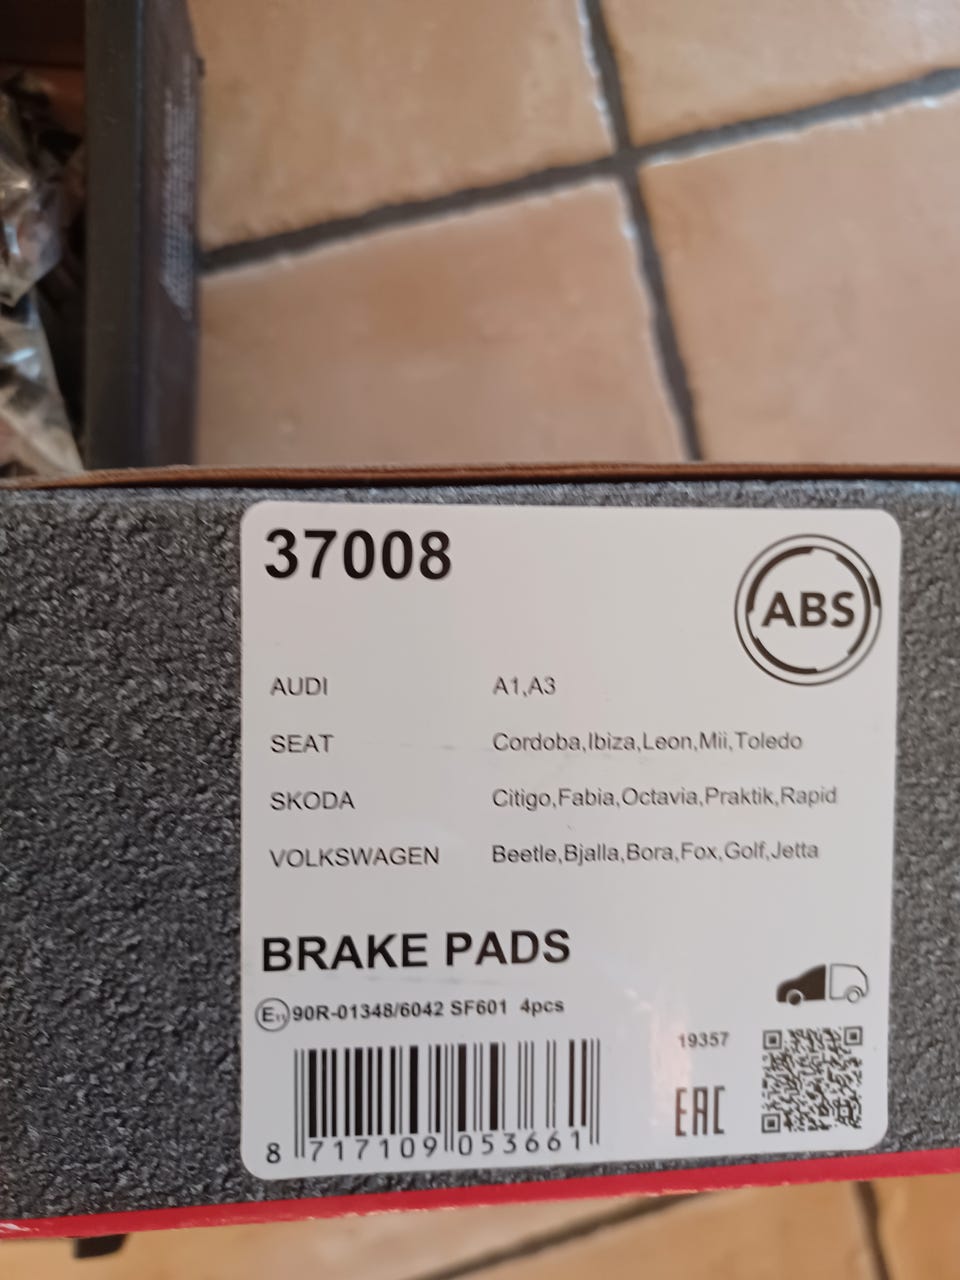 37008
ABS
AUDI A1,A3
SEAT Cordoba,Ibiza,Leon,Mii,Toledo
SKODA Citigo,Fabia,Octavia,Praktik,Rapid
VOLKSWAGEN Beetle,Bjalla,Bora,Fox,Golf,Jetta
BRAKE PADS
E11 90R-01348/6042 SF601 4pcs
19357
EAC
8 717109 053661